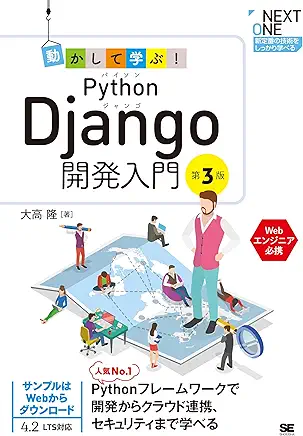 NEXT
ONE
新定番の技術を
しっかり学べる
動かして学ぶ!
パイソン
Python
ジャンゴ
Django
開発入門 第3版
大高 隆 [著]
Web
エンジニア
必携
人気No.1
Pythonフレームワークで
開発からクラウド連携、
セキュリティまで学べる
サンプルは
Webから
ダウンロード
4.2 LTS対応
SE
SHOEISHA